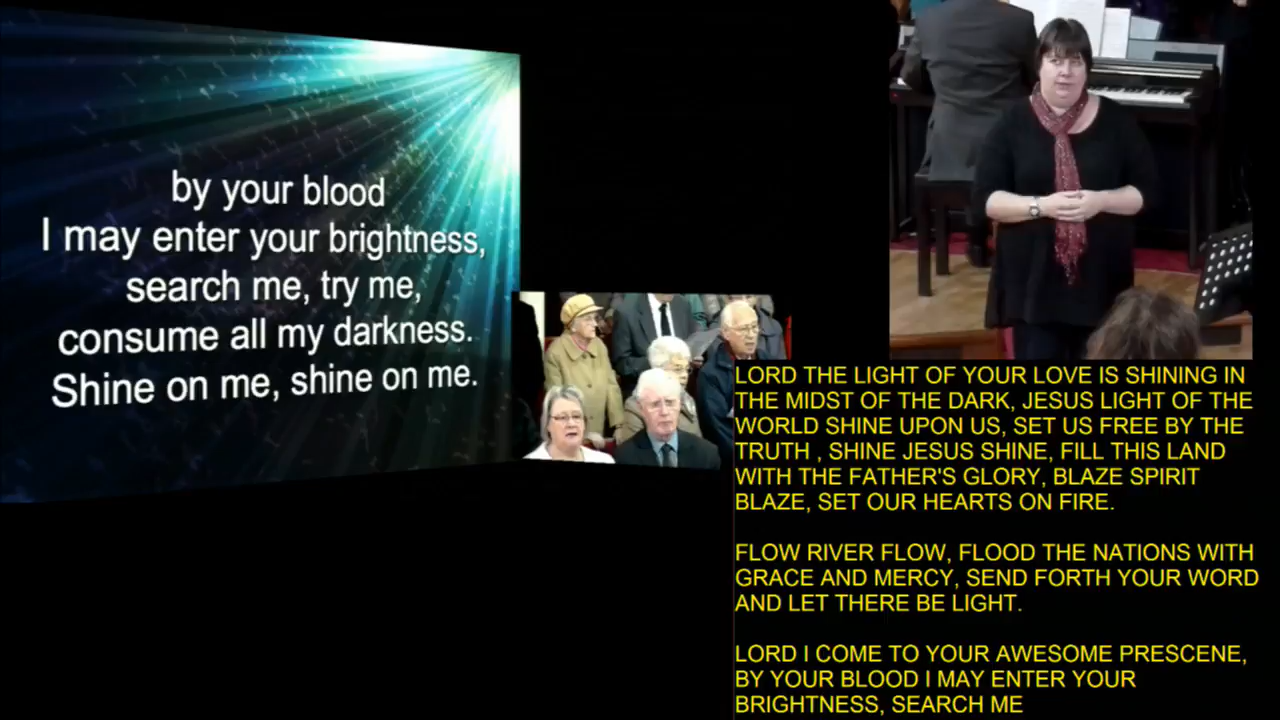 by your blood
I may enter your brightness,
search me, try me,
consume all my darkness.
Shine on me, shine on me.
LORD THE LIGHT OF YOUR LOVE IS SHINING IN
THE MIDST OF THE DARK, JESUS LIGHT OF THE
WORLD SHINE UPON US, SET US FREE BY THE
TRUTH , SHINE JESUS SHINE, FILL THIS LAND
WITH THE FATHER'S GLORY, BLAZE SPIRIT
BLAZE, SET OUR HEARTS ON FIRE.
FLOW RIVER FLOW, FLOOD THE NATIONS WITH
GRACE AND MERCY, SEND FORTH YOUR WORD
AND LET THERE BE LIGHT.
LORD I COME TO YOUR AWESOME PRESCENE,
BY YOUR BLOOD I MAY ENTER YOUR
BRIGHTNESS, SEARCH ME